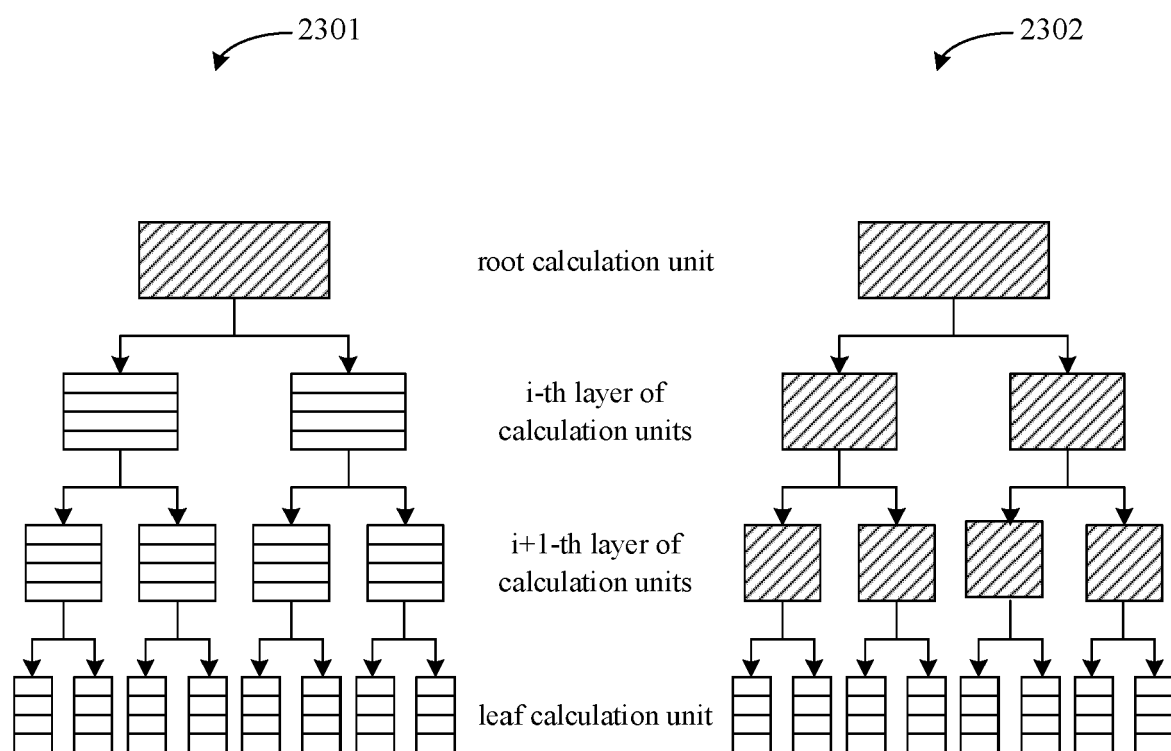 2301
2302
root calculation unit
i-th layer of
calculation units
i+1-th layer of
calculation units
leaf calculation unit